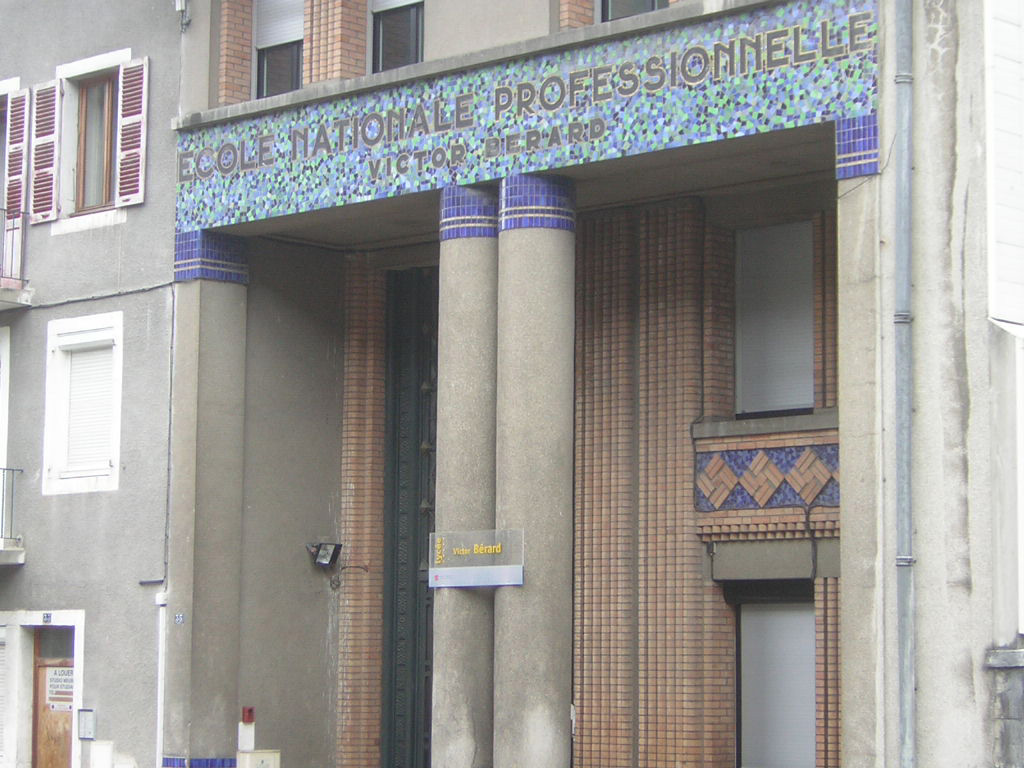 ECOLE NATIONALE PROFESSIONNELLE
VICTOR BERARD
lycée
Victor Bérard
A LOUER